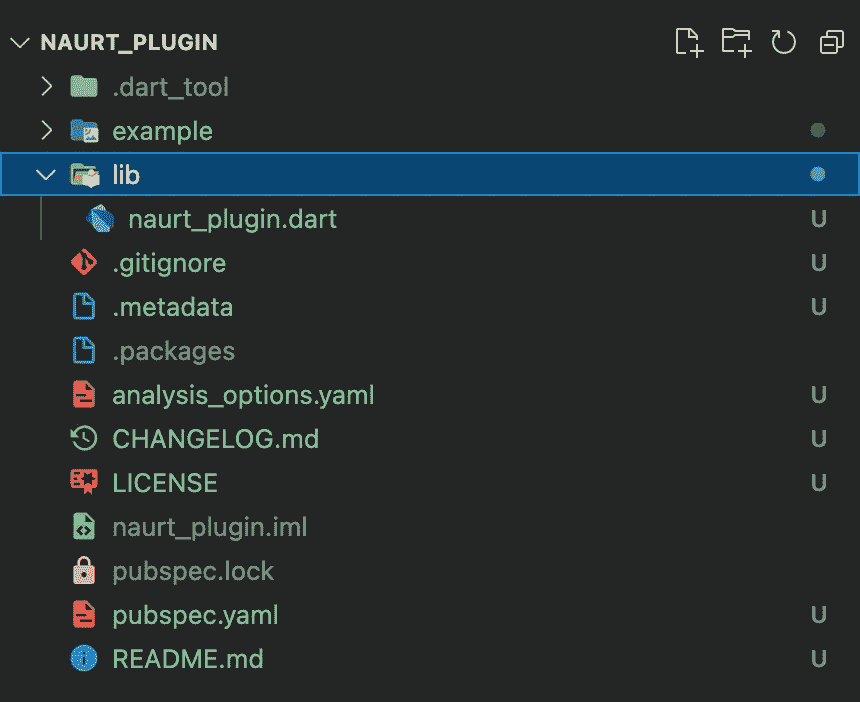 NAURT_PLUGIN
.dart_tool
example
lib
naurt_plugin.dart U
.gitignore U
.metadata U
.packages
analysis_options.yaml U
CHANGELOG.md U
LICENSE U
naurt_plugin.iml
pubspec.lock
pubspec.yaml U
README.md U